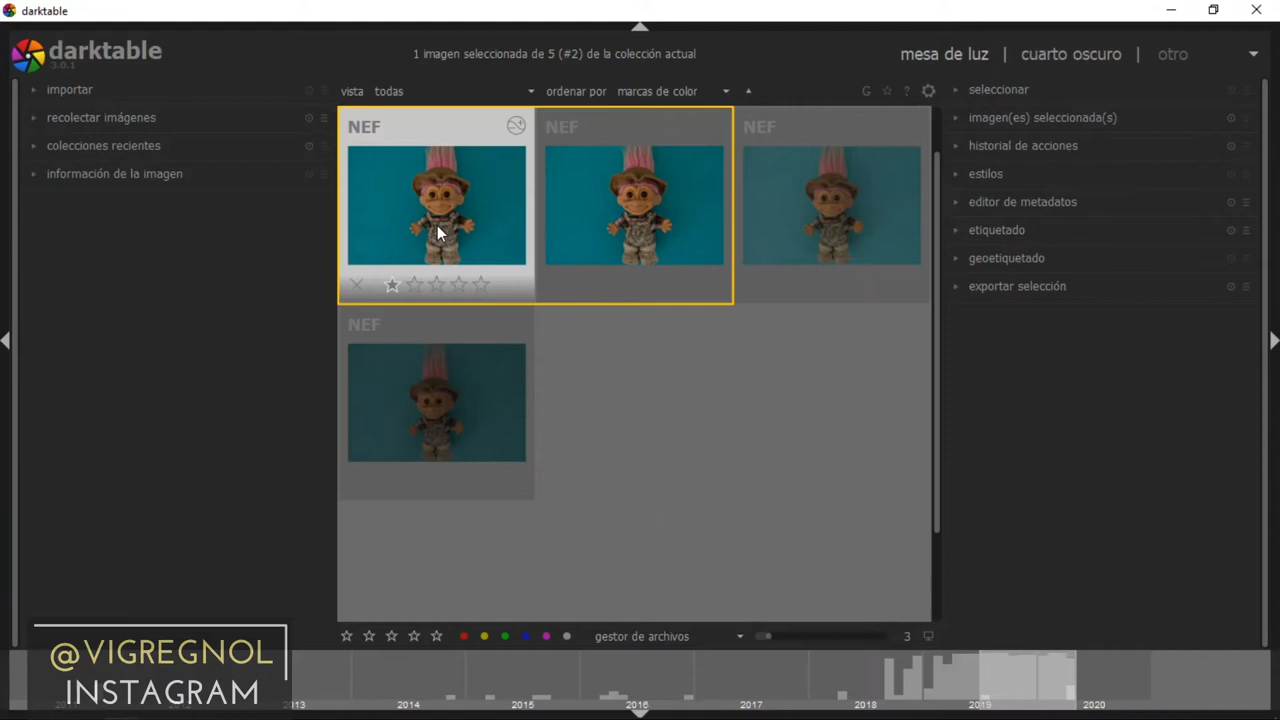 darktable
darktable
3.0.1
1 imagen seleccionada de 5 (#2) de la colección actual
mesa de luz | cuarto oscuro | otro
importar
recolectar imágenes
colecciones recientes
información de la imagen
vista todas
ordenar por marcas de color
G ?
NEF
NEF
NEF
NEF
seleccionar
imagen(es) seleccionada(s)
historial de acciones
estilos
editor de metadatos
etiquetado
geoetiquetado
exportar selección
gestor de archivos
3
@VIGREGNOL
INSTAGRAM
2013
2014
2015
2016
2017
2018
2019
2020